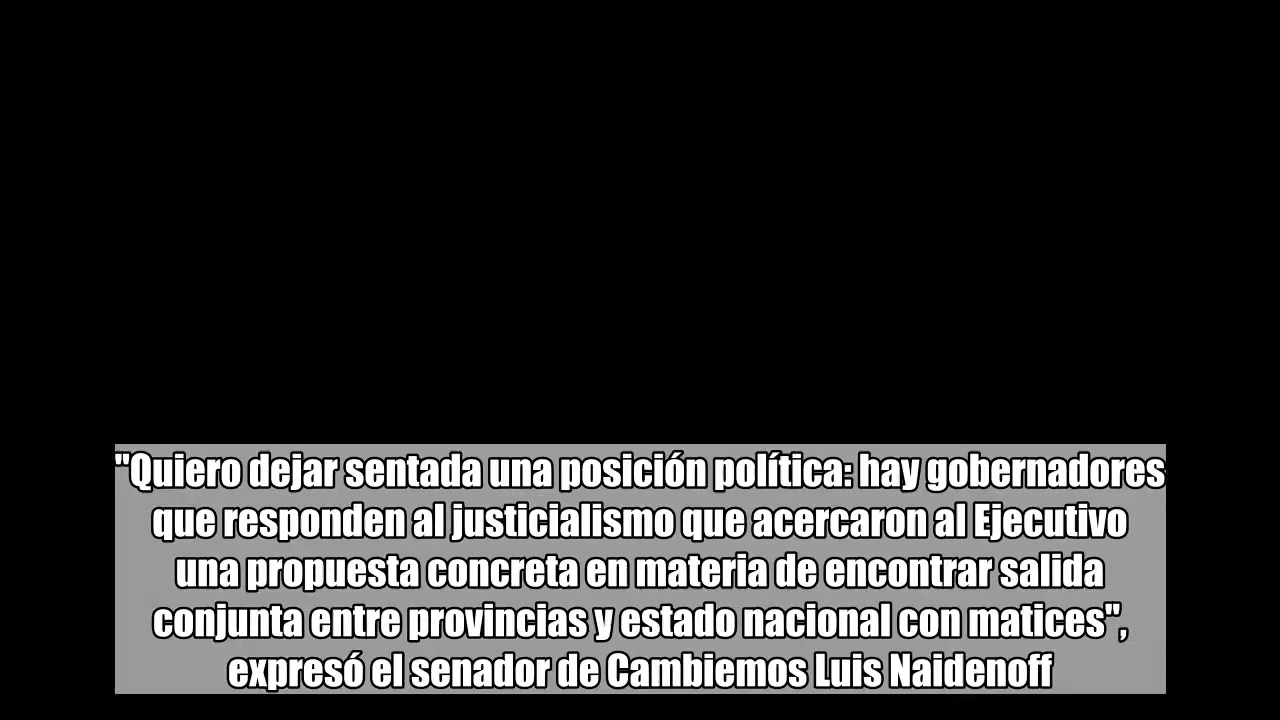 "Quiero dejar sentada una posición política: hay gobernadores
que responden al justicialismo que acercaron al Ejecutivo
una propuesta concreta en materia de encontrar salida
conjunta entre provincias y estado nacional con matices",
expresó el senador de Cambiemos Luis Naidenoff